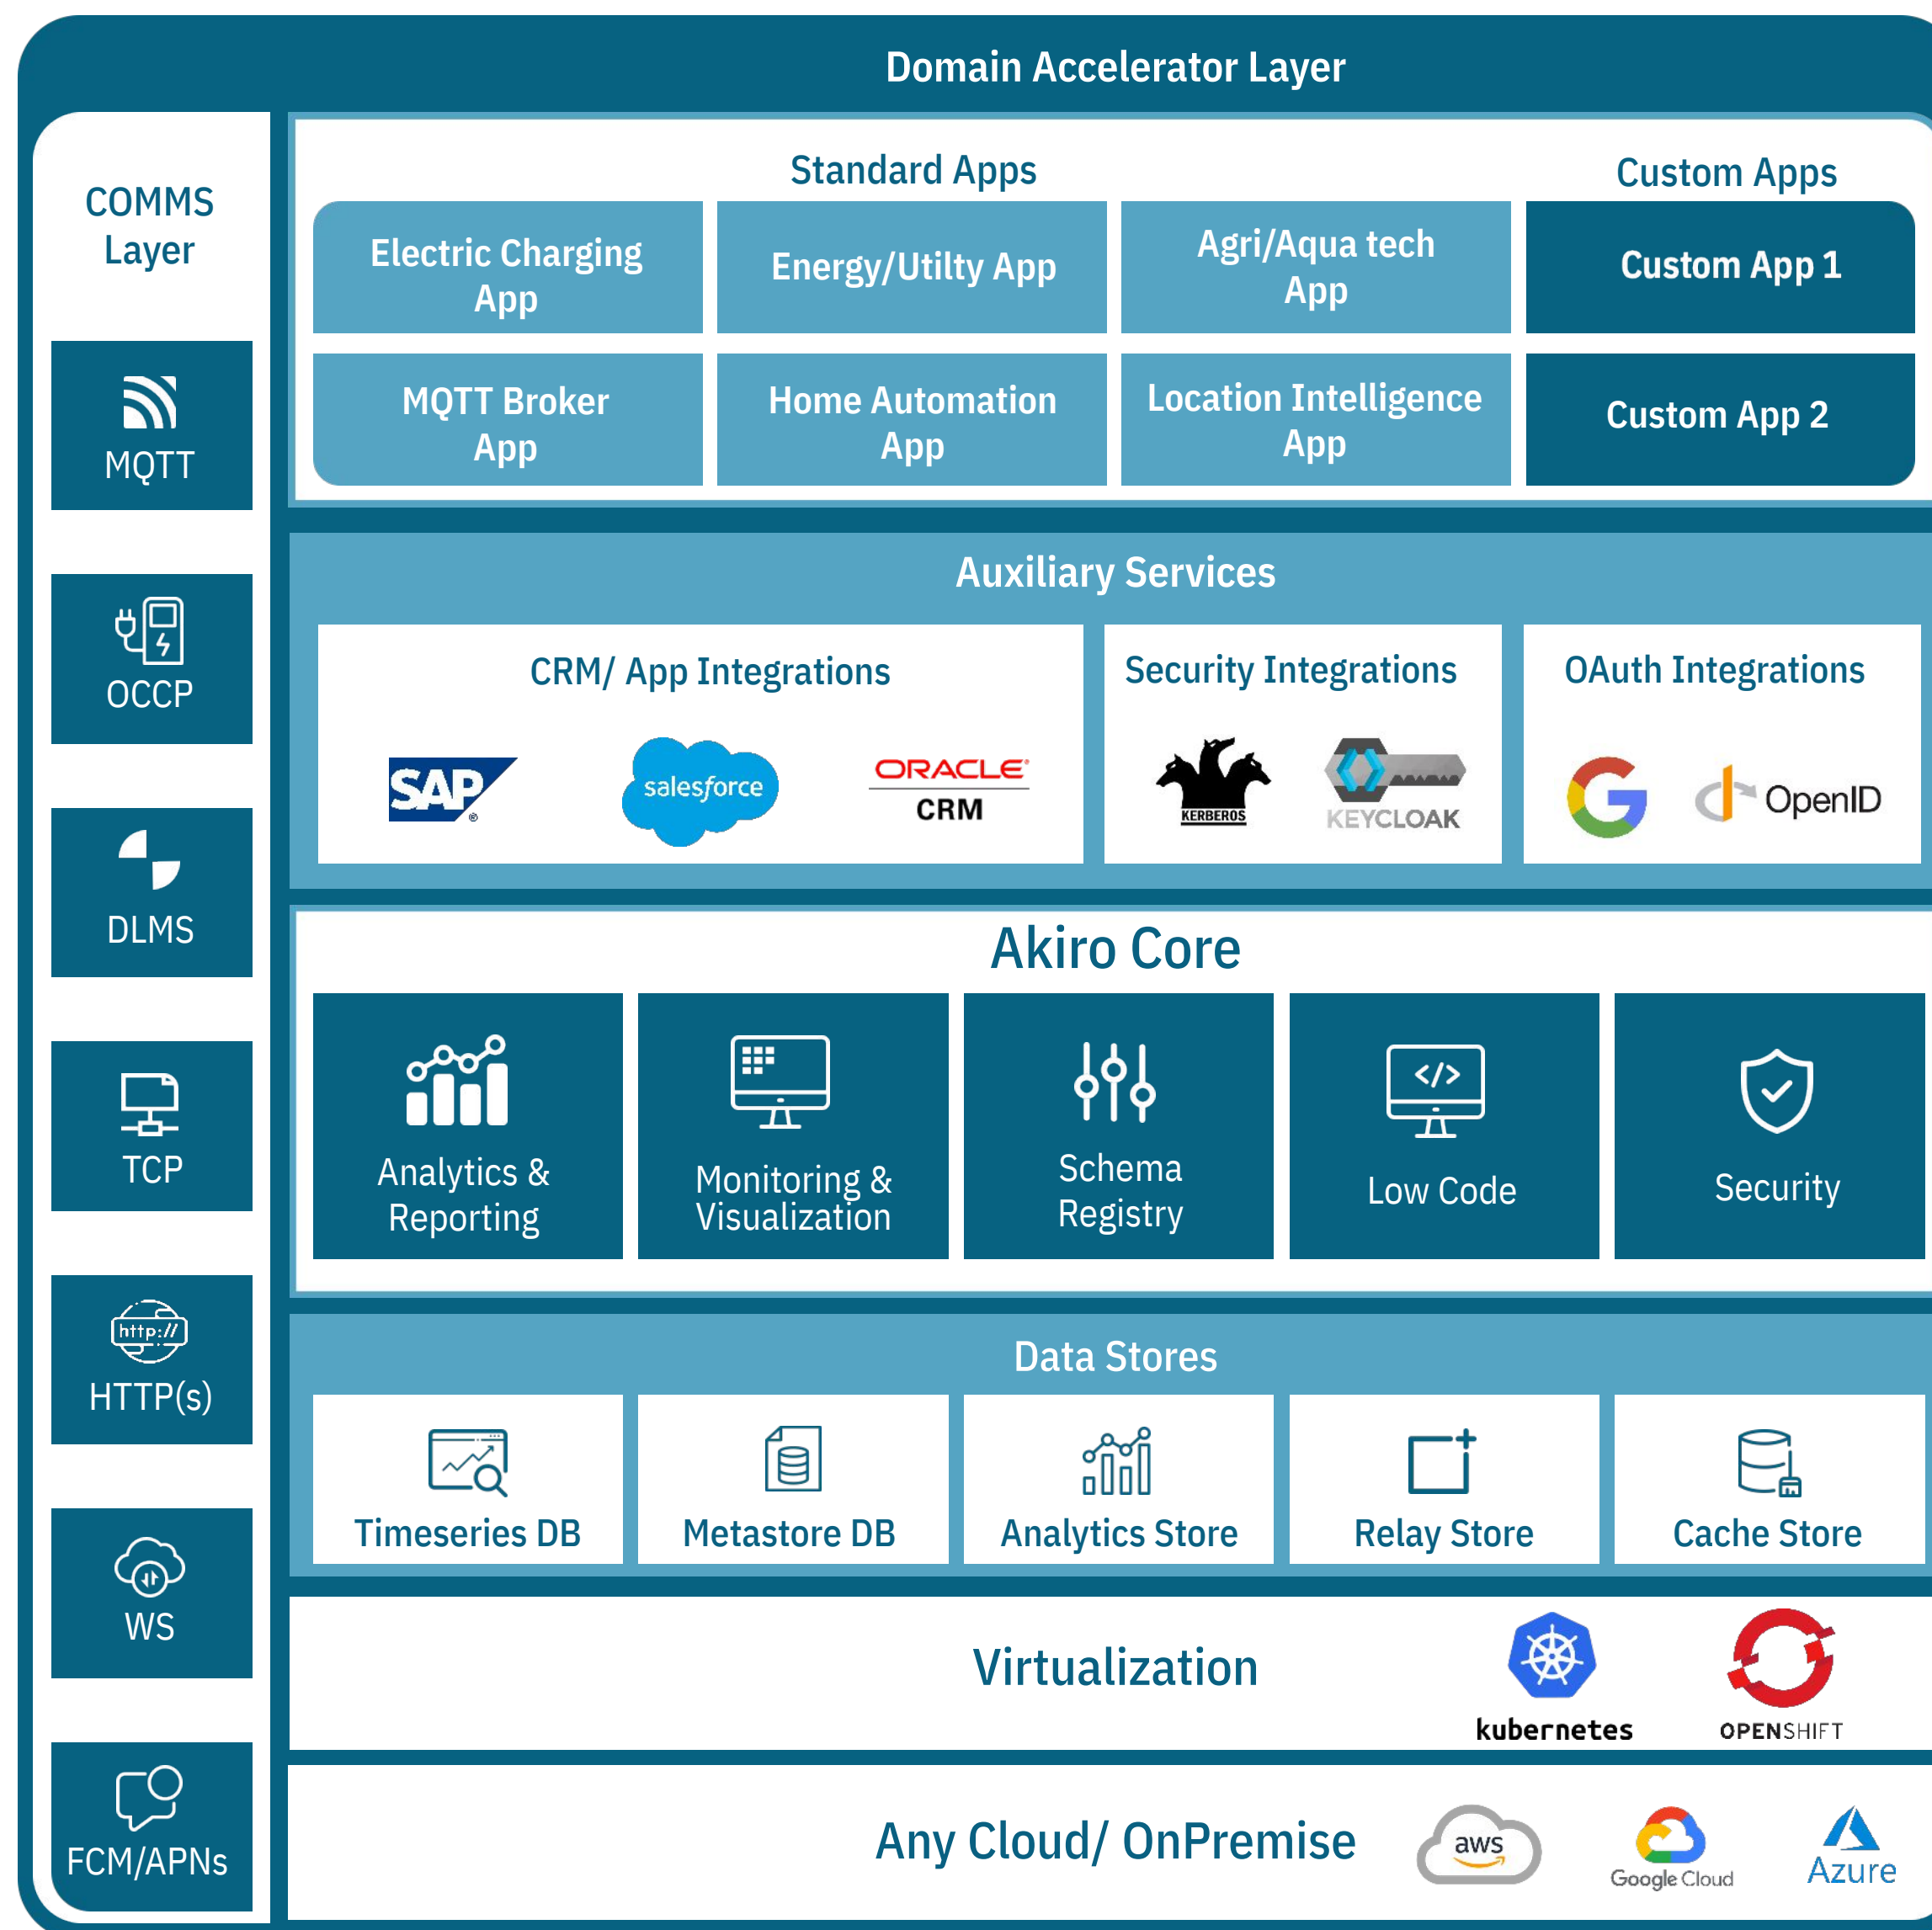 Domain Accelerator Layer
COMMS
Layer
MQTT
OCCP
DLMS
TCP
http://
HTTP(s)
WS
FCM/APNs
Standard Apps
Custom Apps
Electric Charging
App
Energy/Utilty App
Agri/Aqua tech
App
Custom App 1
MQTT Broker
App
Home Automation
App
Location Intelligence
App
Custom App 2
Auxiliary Services
CRM/ App Integrations
SAP®
salesforce
ORACLE®
CRM
Security Integrations
KERBEROS
KEYCLOAK
OAuth Integrations
G
OpenID
Akiro Core
Analytics &
Reporting
Monitoring &
Visualization
Schema
Registry
</>
Low Code
Security
Data Stores
Timeseries DB
Metastore DB
Analytics Store
Relay Store
Cache Store
Virtualization
kubernetes
OPENSHIFT
Any Cloud/ OnPremise
aws
Google Cloud
Azure